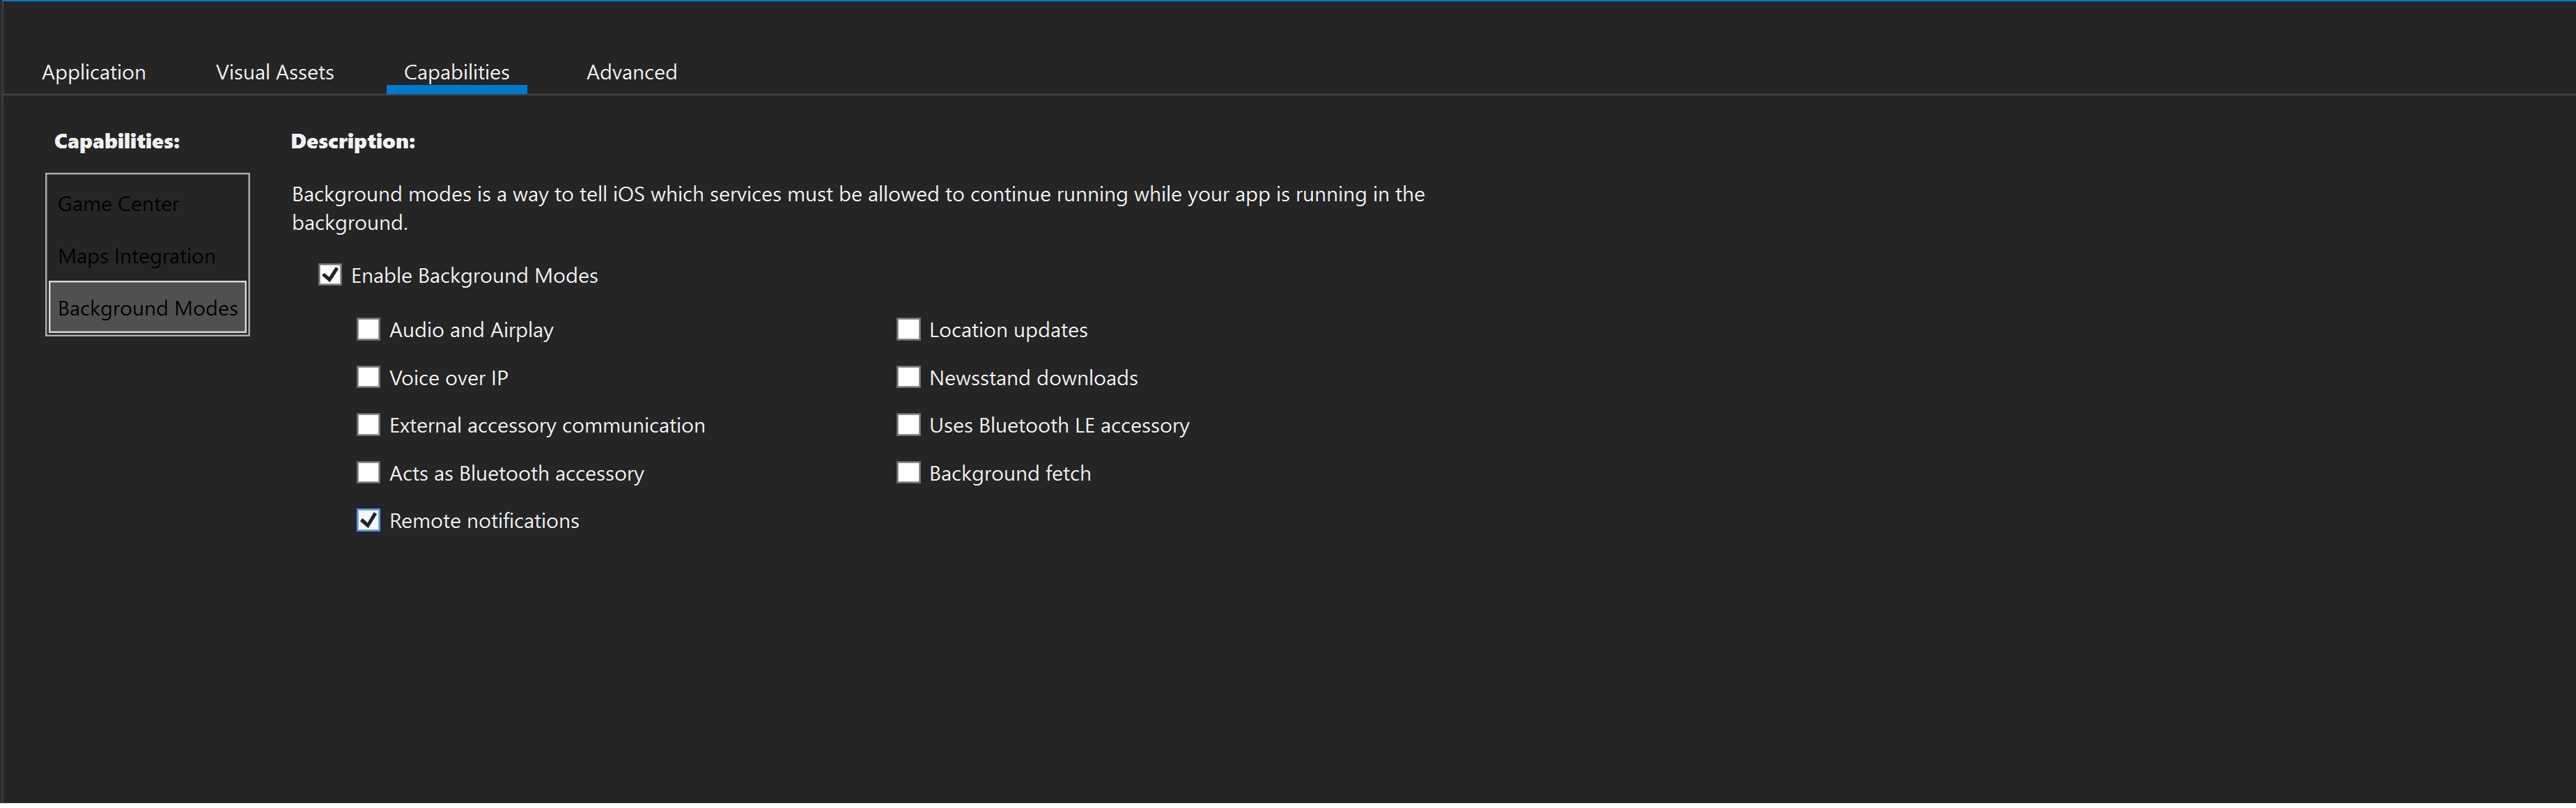 Application Visual Assets Capabilities Advanced
Capabilities:
Game Center
Maps Integration
Background Modes
Description:
Background modes is a way to tell iOS which services must be allowed to continue running while your app is running in the
background.
Enable Background Modes
Audio and Airplay
Location updates
Voice over IP
Newsstand downloads
External accessory communication
Uses Bluetooth LE accessory
Acts as Bluetooth accessory
Background fetch
Remote notifications